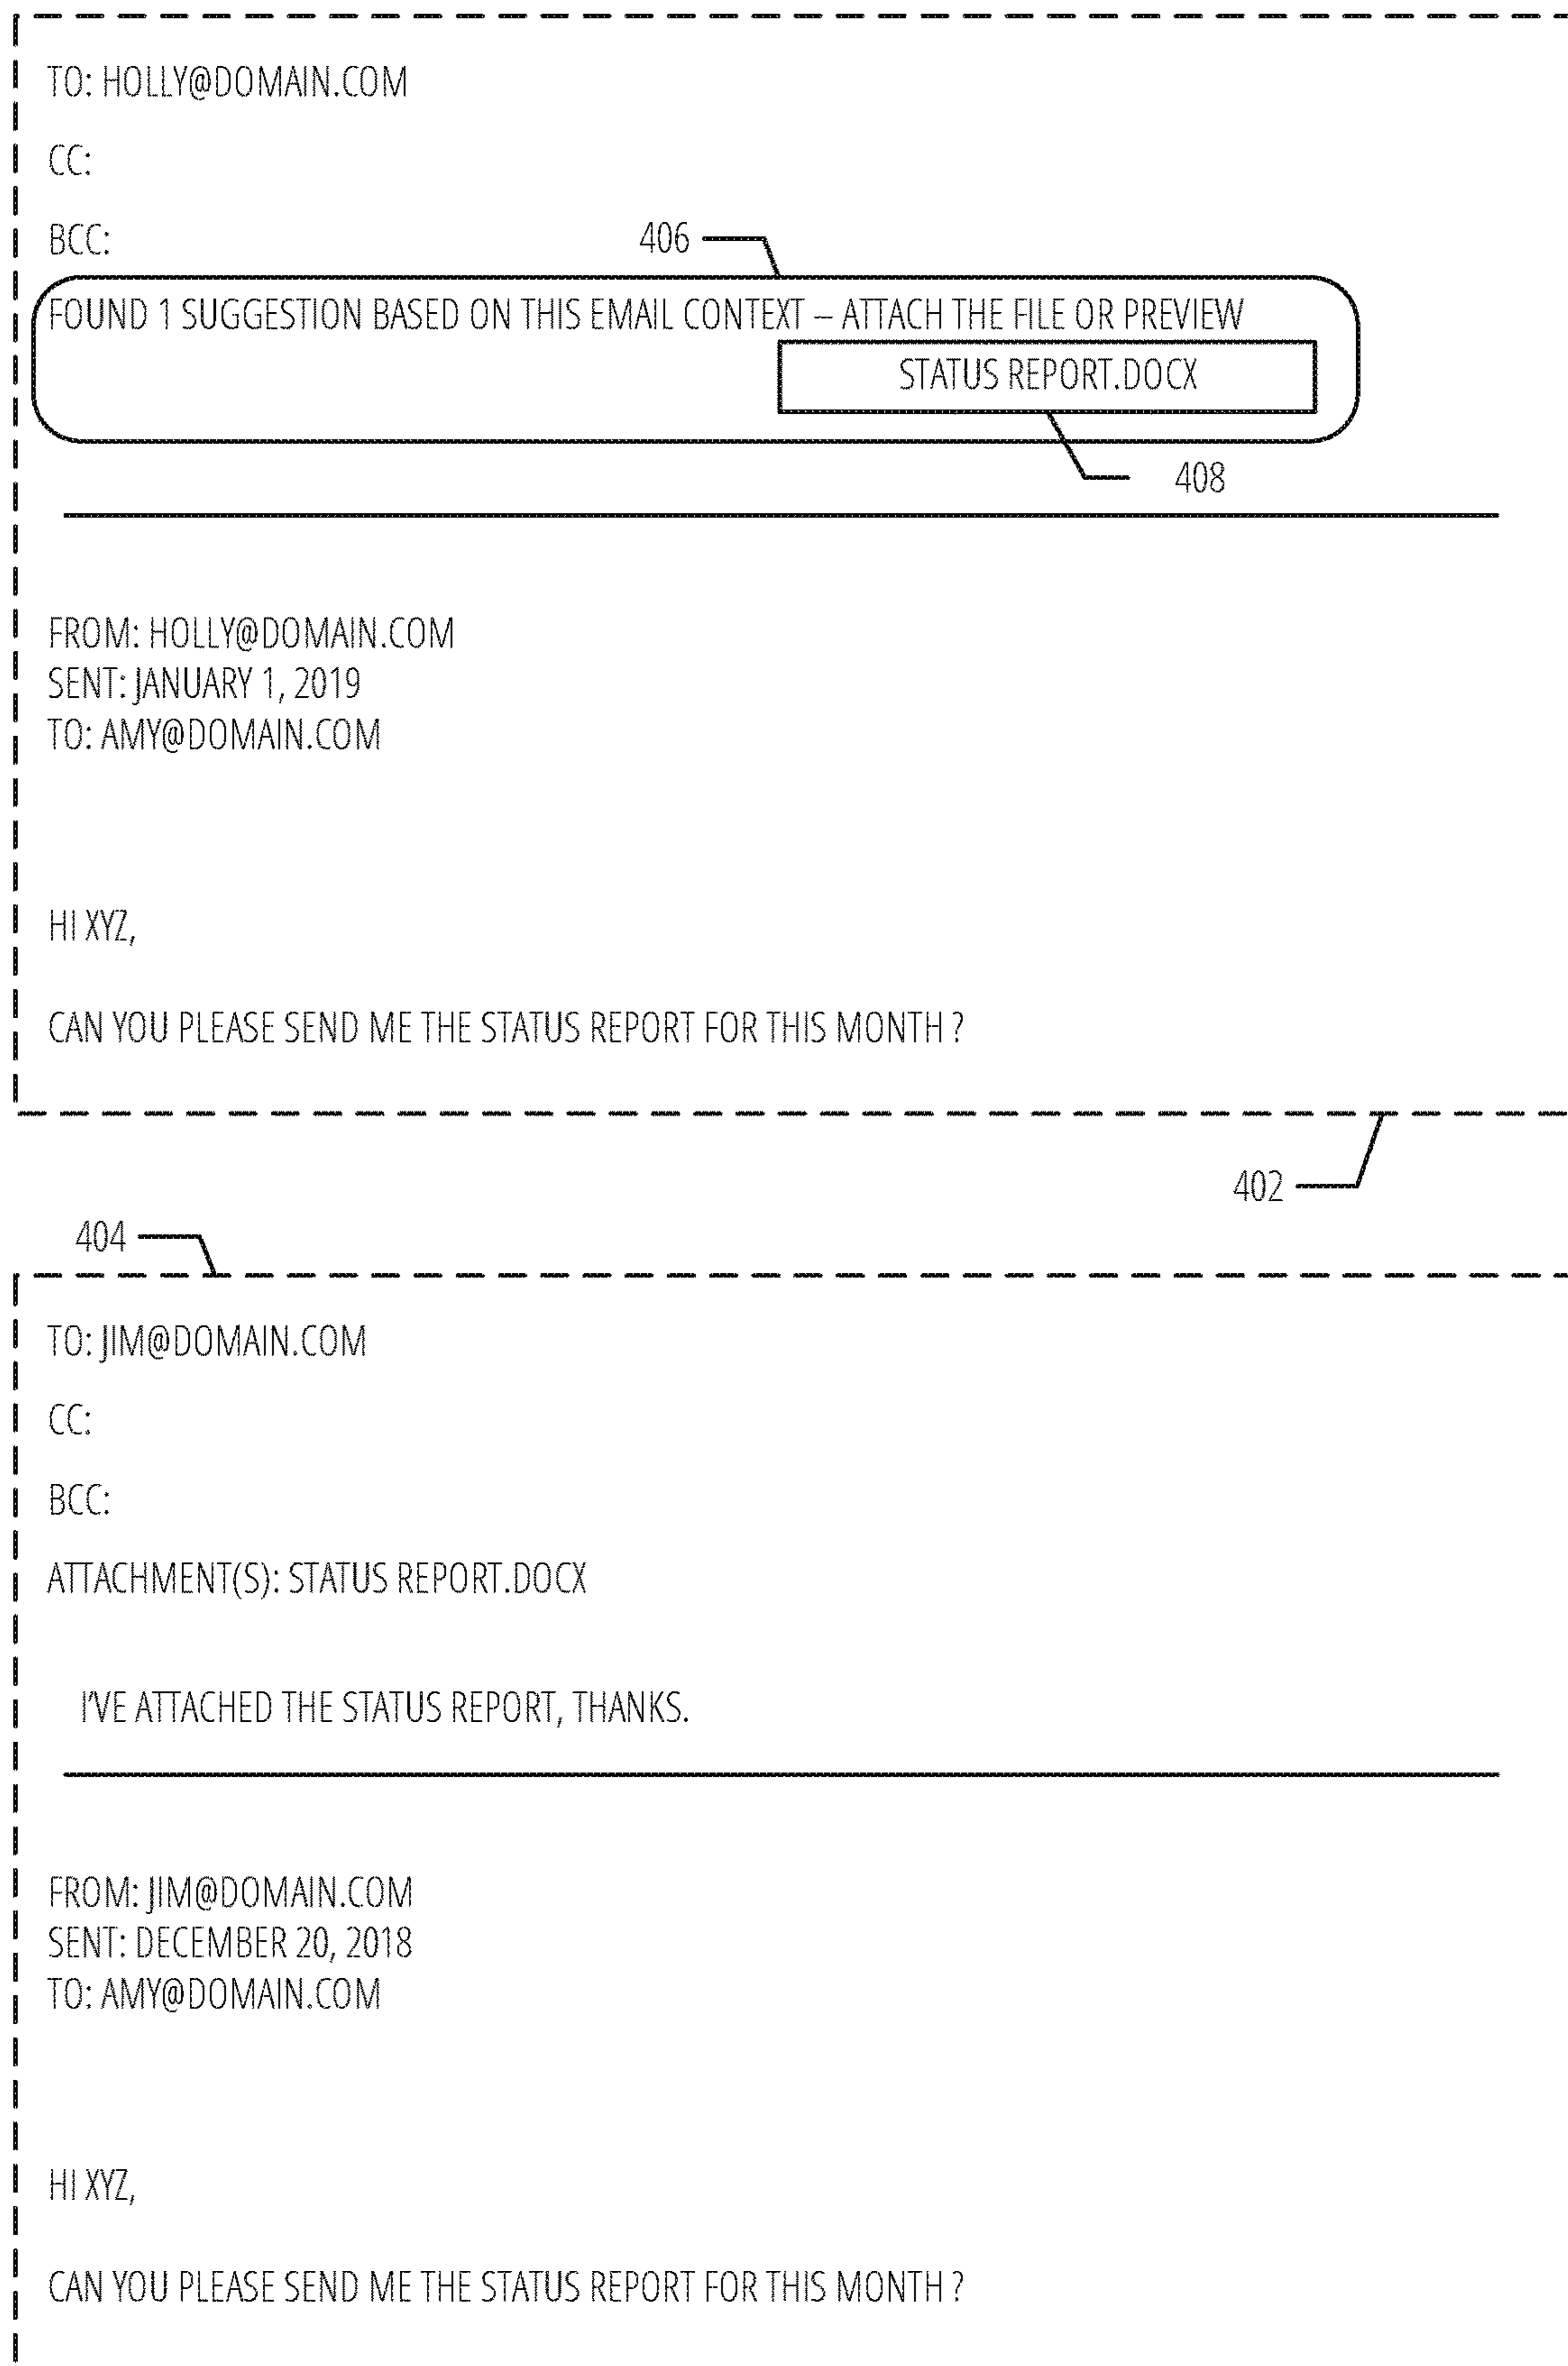 TO: HOLLY@DOMAIN.COM
CC:
BCC:
406
FOUND 1 SUGGESTION BASED ON THIS EMAIL CONTEXT – ATTACH THE FILE OR PREVIEW
STATUS REPORT.DOCX
408
FROM: HOLLY@DOMAIN.COM
SENT: JANUARY 1, 2019
TO: AMY@DOMAIN.COM
HI XYZ,
CAN YOU PLEASE SEND ME THE STATUS REPORT FOR THIS MONTH ?
402
404
TO: JIM@DOMAIN.COM
CC:
BCC:
ATTACHMENT(S): STATUS REPORT.DOCX
I'VE ATTACHED THE STATUS REPORT, THANKS.
FROM: JIM@DOMAIN.COM
SENT: DECEMBER 20, 2018
TO: AMY@DOMAIN.COM
HI XYZ,
CAN YOU PLEASE SEND ME THE STATUS REPORT FOR THIS MONTH ?